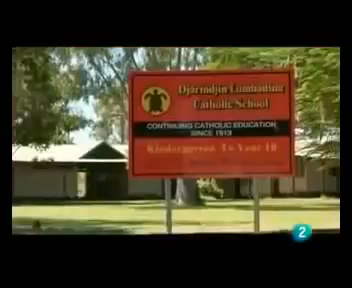 Djarindjin Lombadina
Catholic School
CONTINUING CATHOLIC EDUCATION
SINCE 1913
Kindergarten To Year 10
2